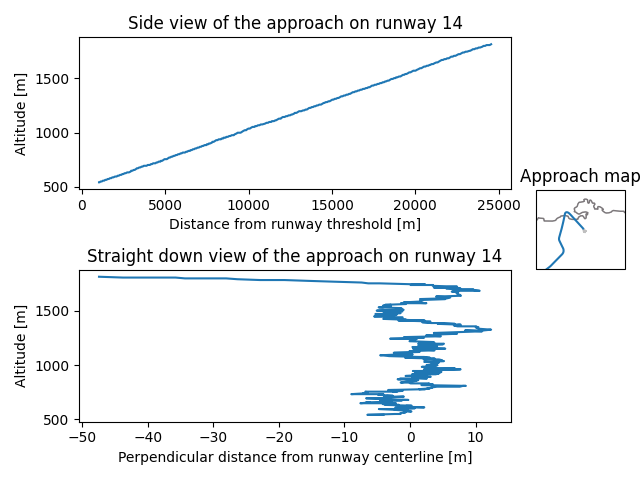 Side view of the approach on runway 14
Altitude [m]
1500
1000
500
0
5000
10000
15000
20000
25000
Distance from runway threshold [m]
Approach map
Straight down view of the approach on runway 14
Altitude [m]
1500
1000
500
−50
−40
−30
−20
−10
0
10
Perpendicular distance from runway centerline [m]